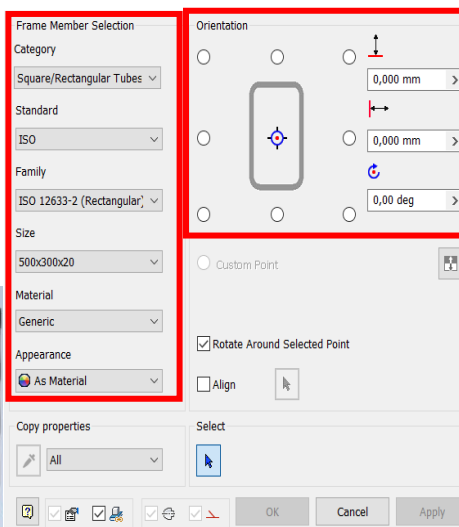 Frame Member Selection
Category
Square/Rectangular Tubes
Standard
ISO
Family
ISO 12633-2 (Rectangular)
Size
500x300x20
Material
Generic
Appearance
As Material
Orientation
0,000 mm
0,000 mm
0,00 deg
Custom Point
Rotate Around Selected Point
Align
Copy properties
All
Select
OK
Cancel
Apply